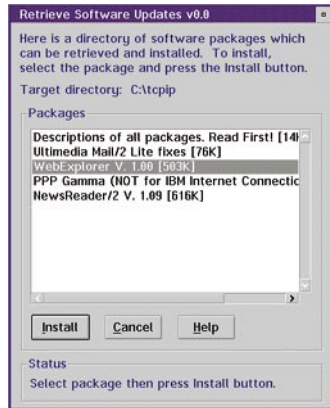 Retrieve Software Updates v0.0
Here is a directory of software packages which
can be retrieved and installed. To install,
select the package and press the Install button.
Target directory: C:\tcpip
Packages
Descriptions of all packages. Read First! [14K
Ultimedia Mail/2 Lite fixes [76K]
WebExplorer V. 1.00 [503K]
PPP Gamma (NOT for IBM Internet Connectic
NewsReader/2 V. 1.09 [616K]
Install
Cancel
Help
Status
Select package then press Install button.